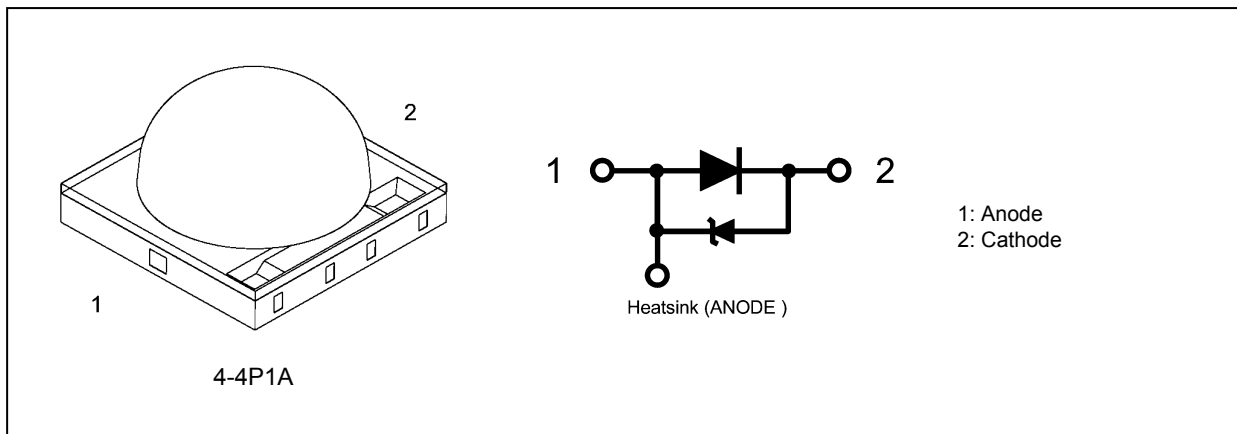 2
1
4-4P1A
1
2
Heatsink (ANODE )
1: Anode
2: Cathode